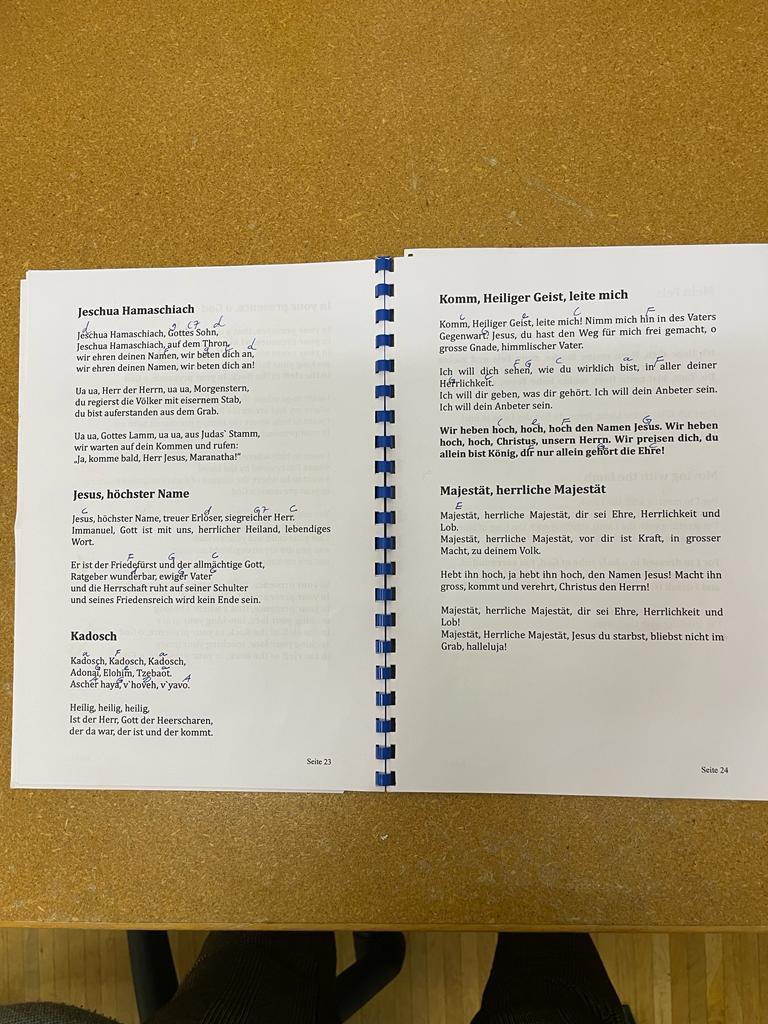 Jeschua Hamaschiach
d g C7 d
Jeschua Hamaschiach, Gottes Sohn,
Jeschua Hamaschiach, auf dem Thron,
d
wir ehren deinen Namen, wir beten dich an,
wir ehren deinen Namen, wir beten dich an!
Ua ua, Herr der Herrn, ua ua, Morgenstern,
du regierst die Völker mit eisernem Stab,
du bist auferstanden aus dem Grab.
Ua ua, Gottes Lamm, ua ua, aus Judas` Stamm,
wir warten auf dein Kommen und rufen:
„Ja, komme bald, Herr Jesus, Maranatha!“
Jesus, höchster Name
C d G7 C
Jesus, höchster Name, treuer Erlöser, siegreicher Herr.
Immanuel, Gott ist mit uns, herrlicher Heiland, lebendiges
Wort.
F G C
Er ist der Friedefürst und der allmächtige Gott,
Ratgeber wunderbar, ewiger Vater
und die Herrschaft ruht auf seiner Schulter
und seines Friedensreich wird kein Ende sein.
Kadosch
a F a
Kadosch, Kadosch, Kadosch,
Adonai, Elohim, Tzebaot.
Ascher haya, v`hoveh, v`yavo.
Heilig, heilig, heilig,
Ist der Herr, Gott der Heerscharen,
der da war, der ist und der kommt.
Seite 23
Komm, Heiliger Geist, leite mich
C e C F
Komm, Heiliger Geist, leite mich! Nimm mich hin in des Vaters
Gegenwart! Jesus, du hast den Weg für mich frei gemacht, o
grosse Gnade, himmlischer Vater.
F G C a F
Ich will dich sehen, wie du wirklich bist, in aller deiner
Herrlichkeit.
Ich will dir geben, was dir gehört. Ich will dein Anbeter sein.
Ich will dein Anbeter sein.
C e F G
Wir heben hoch, hoch, hoch den Namen Jesus. Wir heben
hoch, hoch, Christus, unsern Herrn. Wir preisen dich, du
allein bist König, dir nur allein gehört die Ehre!
Majestät, herrliche Majestät
E
Majestät, herrliche Majestät, dir sei Ehre, Herrlichkeit und
Lob.
Majestät, herrliche Majestät, vor dir ist Kraft, in grosser
Macht, zu deinem Volk.
Hebt ihn hoch, ja hebt ihn hoch, den Namen Jesus! Macht ihn
gross, kommt und verehrt, Christus den Herrn!
Majestät, herrliche Majestät, dir sei Ehre, Herrlichkeit und
Lob!
Majestät, Herrliche Majestät, Jesus du starbst, bliebst nicht im
Grab, halleluja!
Seite 24